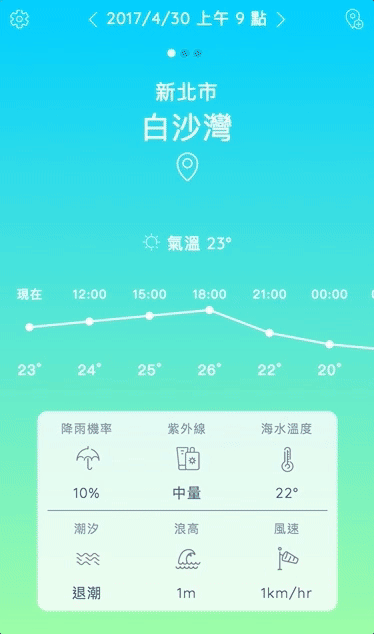 2017/4/30 上午 9 點
新北市
白沙灣
氣溫 23°
現在 12:00 15:00 18:00 21:00 00:00
23° 24° 25° 26° 22° 20°
降雨機率 紫外線 海水溫度
10% 中量 22°
潮汐 浪高 風速
退潮 1m 1km/hr